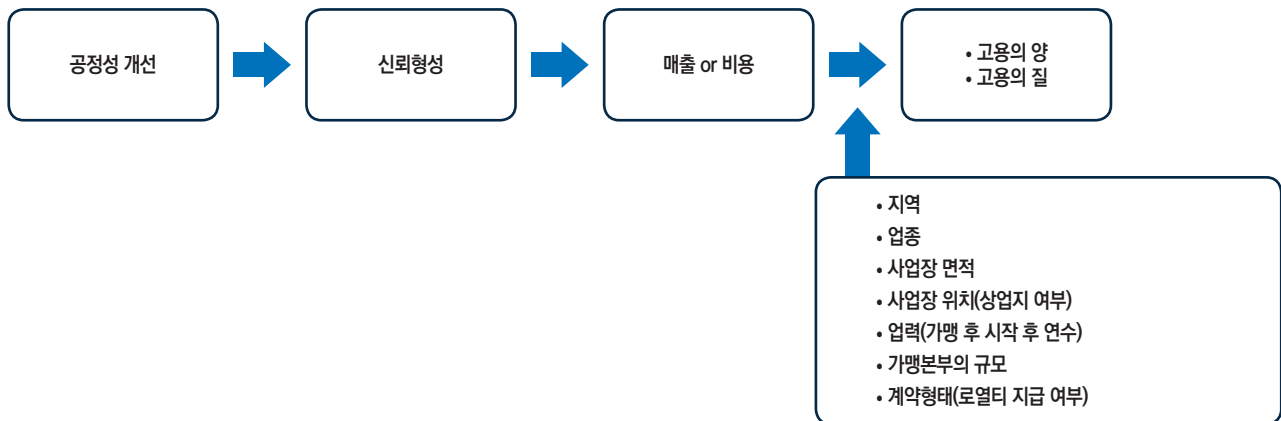 공정성 개선
신뢰형성
매출 or 비용
• 고용의 양
• 고용의 질
• 지역
• 업종
• 사업장 면적
• 사업장 위치(상업지 여부)
• 업력(가맹 후 시작 후 연수)
• 가맹본부의 규모
• 계약형태(로열티 지급 여부)